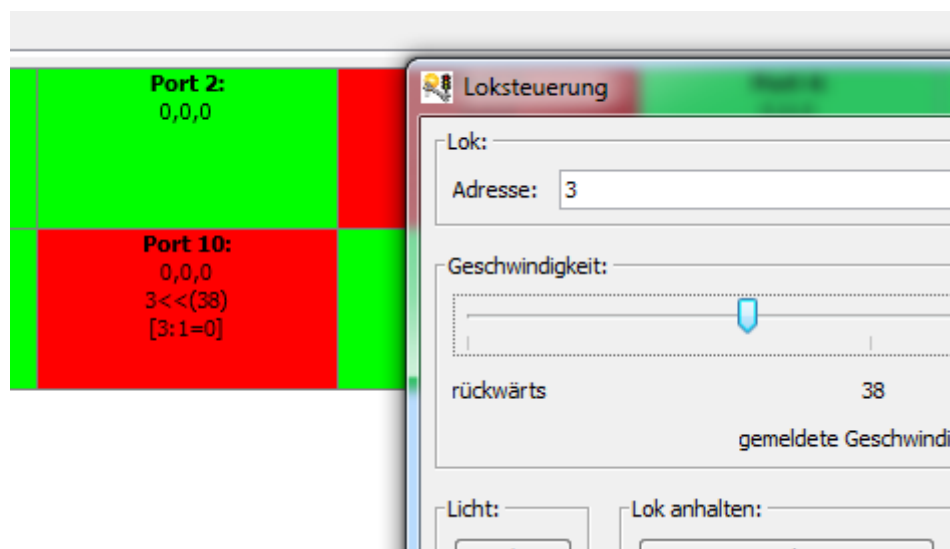 Port 2:
0,0,0
Port 10:
0,0,0
3<<(38)
[3:1=0]
Loksteuerung
Lok:
Adresse: 3
Geschwindigkeit:
rückwärts 38
gemeldete
Licht: Lok anhalten: